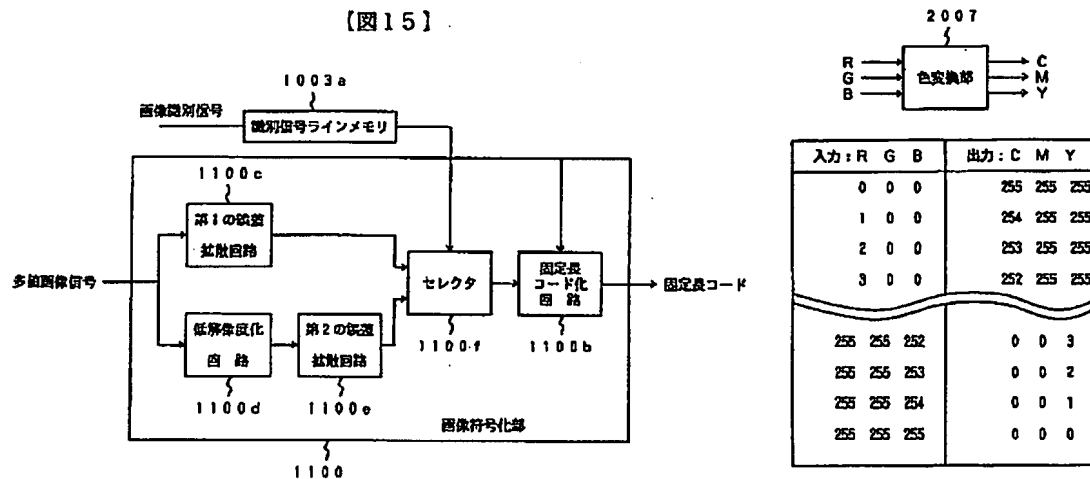 【図15】
1003a
画像識別信号
識別信号ラインメモリ
1100c
第1の誤差
拡散回路
多値画像信号
セレクタ
固定長
コード化
回 路
固定長コード
低解像度化
回 路
第2の誤差
拡散回路
1100f
1100b
1100d
1100e
画像符号化部
1100
2007
R
G
B
色変換部
C
M
Y
入力:R G B 出力:C M Y
0 0 0 255 255 255
1 0 0 254 255 255
2 0 0 253 255 255
3 0 0 252 255 255
255 255 252 0 0 3
255 255 253 0 0 2
255 255 254 0 0 1
255 255 255 0 0 0